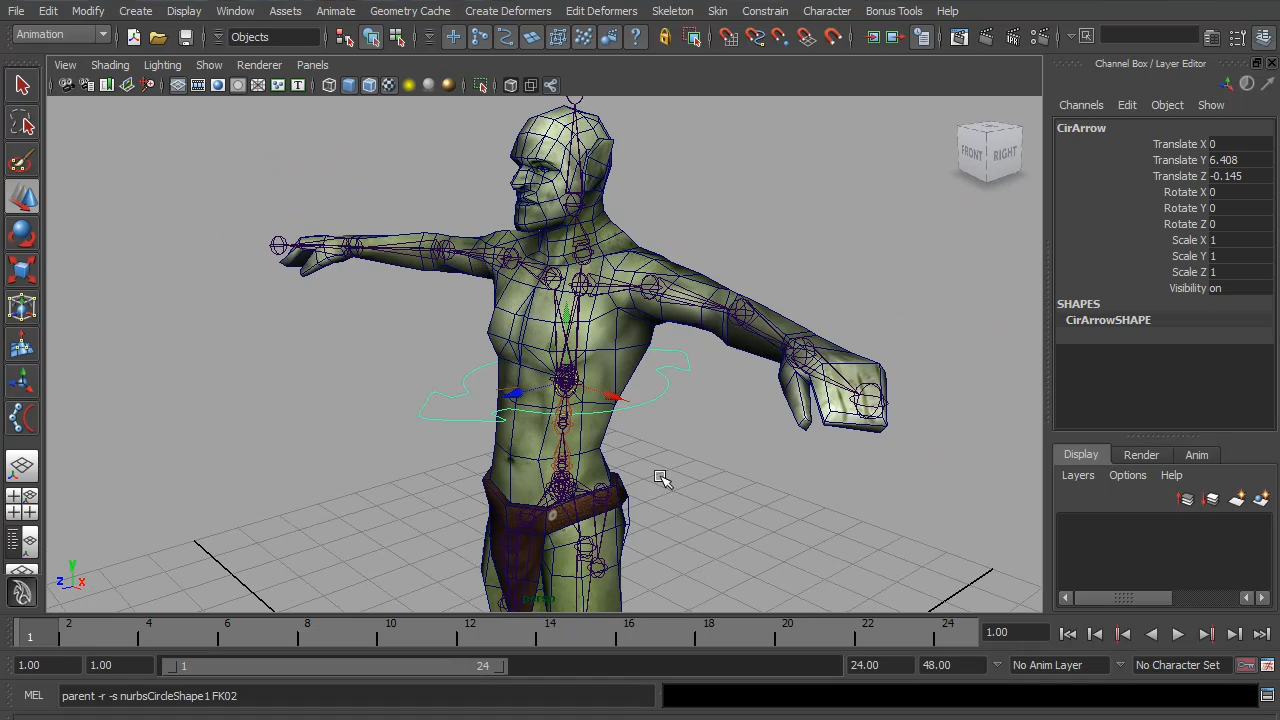 File Edit Modify Create Display Window Assets Animate Geometry Cache Create Deformers Edit Deformers Skeleton Skin Constrain Character Bonus Tools Help
Animation Objects
View Shading Lighting Show Renderer Panels
Channel Box / Layer Editor
Channels Edit Object Show
FRONT RIGHT
CirArrow
Translate X 0
Translate Y 6.408
Translate Z -0.145
Rotate X 0
Rotate Y 0
Rotate Z 0
Scale X 1
Scale Y 1
Scale Z 1
Visibility on
SHAPES
CirArrowSHAPE
Display Render Anim
Layers Options Help
y
z x
persp
1 2 4 6 8 10 12 14 16 18 20 22 24 1.00
1.00 1.00 1 24 24.00 48.00 No Anim Layer No Character Set
MEL parent -r -s nurbsCircleShape1 FK02